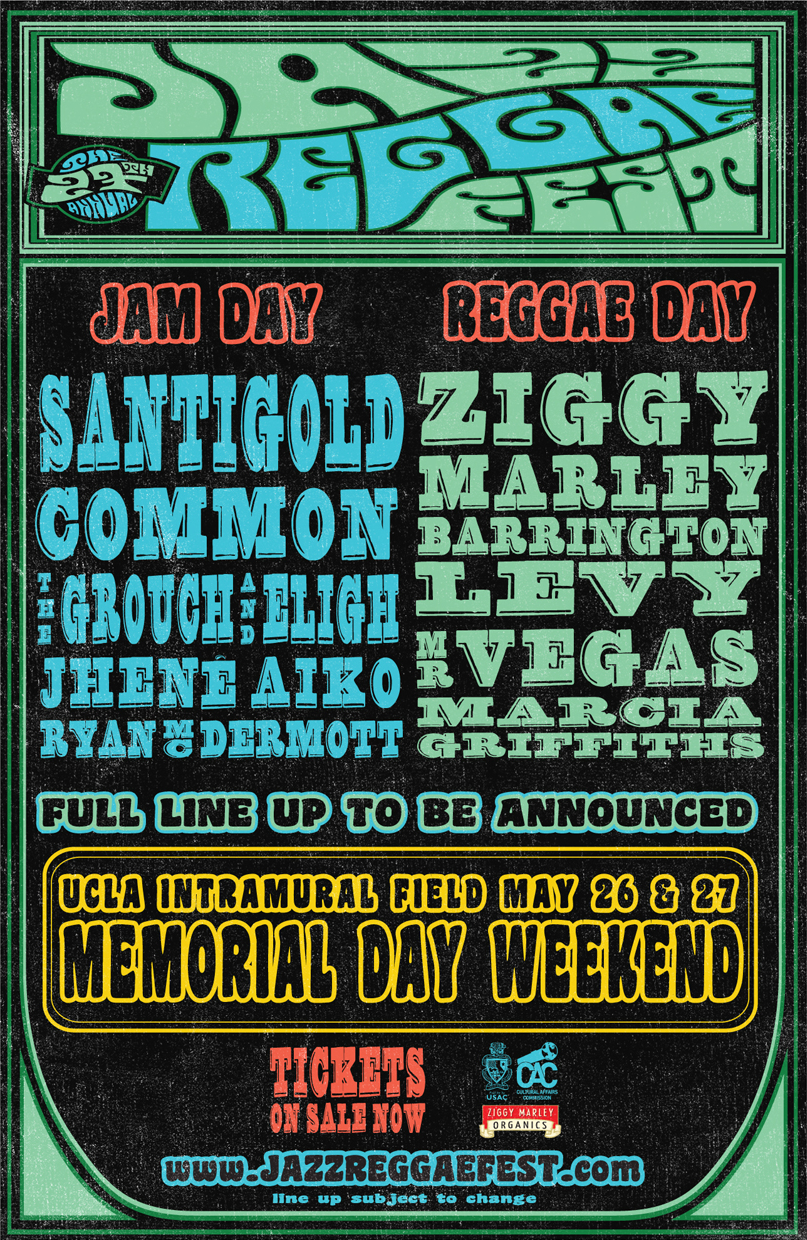 JAZZ
REGGAE
FEST
THE
27TH
ANNUAL
JAM DAY
SANTIGOLD
COMMON
THE GROUCH AND ELIGH
JHENÉ AIKO
RYAN MCDERMOTT
REGGAE DAY
ZIGGY
MARLEY
BARRINGTON
LEVY
MR VEGAS
MARCIA
GRIFFITHS
FULL LINE UP TO BE ANNOUNCED
UCLA INTRAMURAL FIELD MAY 26 & 27
MEMORIAL DAY WEEKEND
TICKETS
ON SALE NOW
USAC
CAC
CULTURAL AFFAIRS
COMMISSION
ZIGGY MARLEY
ORGANICS
www.JAZZREGGAEFEST.com
line up subject to change